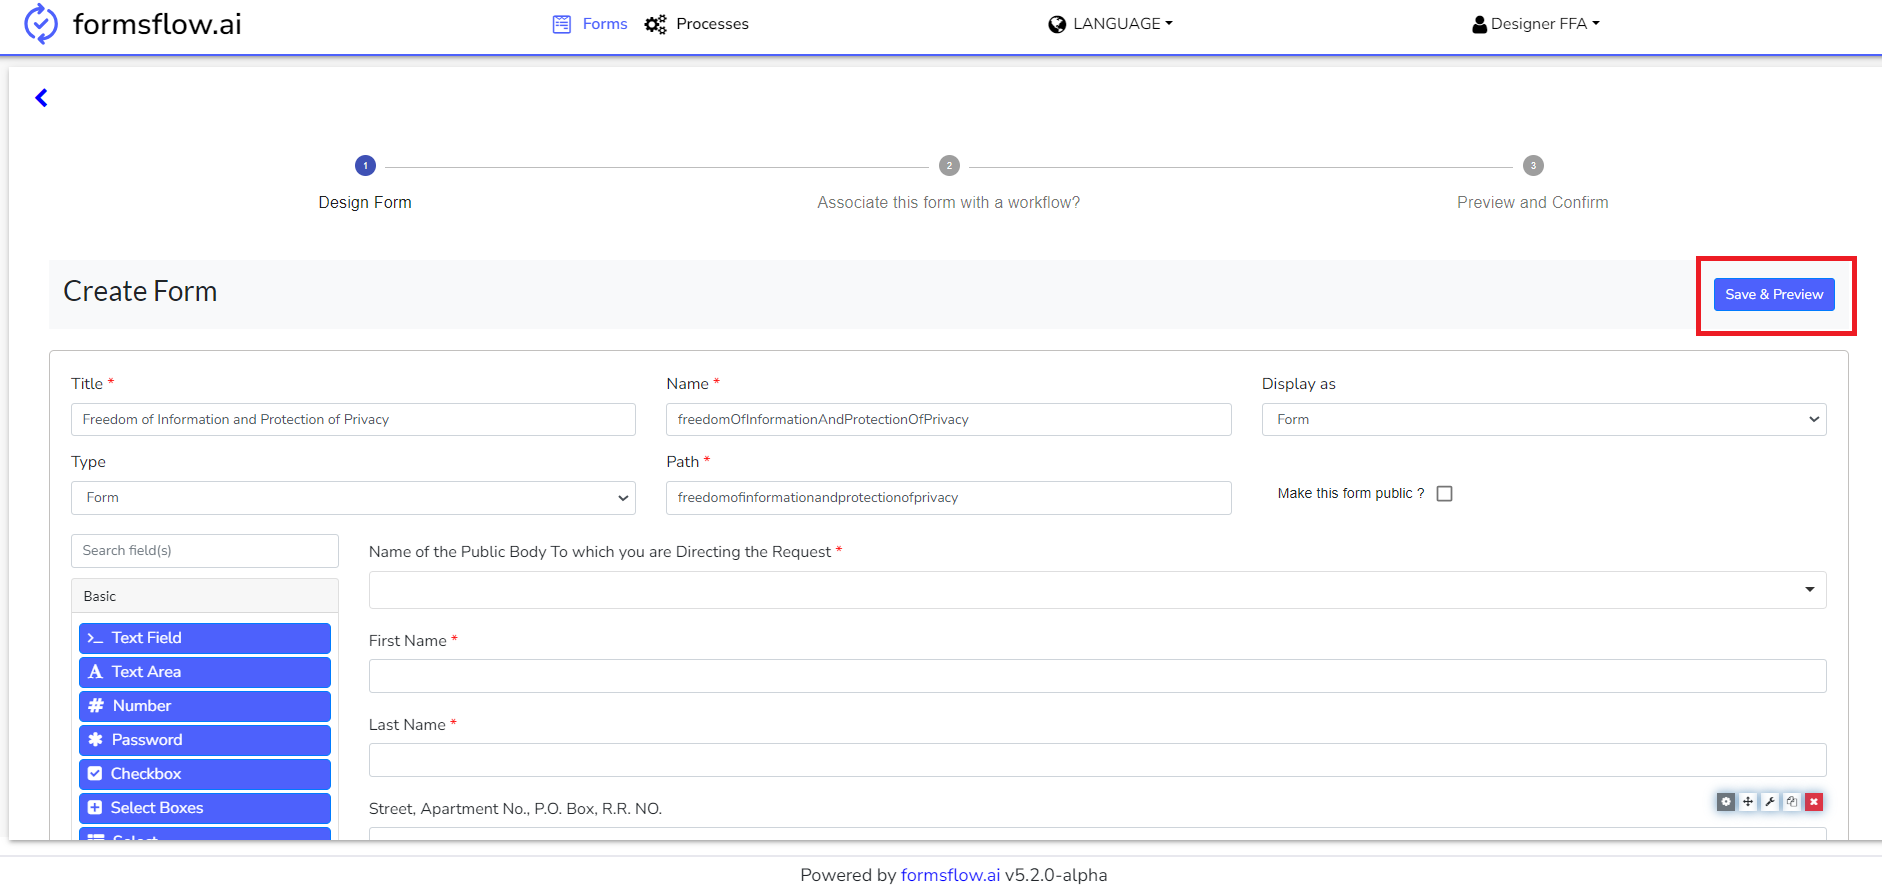 formsflow.ai Forms Processes LANGUAGE Designer FFA
1 2 3
Design Form Associate this form with a workflow? Preview and Confirm
Create Form Save & Preview
Title * Name * Display as
Freedom of Information and Protection of Privacy freedomOfInformationAndProtectionOfPrivacy Form
Type Path *
Form freedomofinformationandprotectionofprivacy Make this form public ?
Search field(s) Name of the Public Body To which you are Directing the Request *
Basic
Text Field First Name *
Text Area
Number Last Name *
Password
Checkbox
Select Boxes Street, Apartment No., P.O. Box, R.R. NO.
Select
Powered by formsflow.ai v5.2.0-alpha